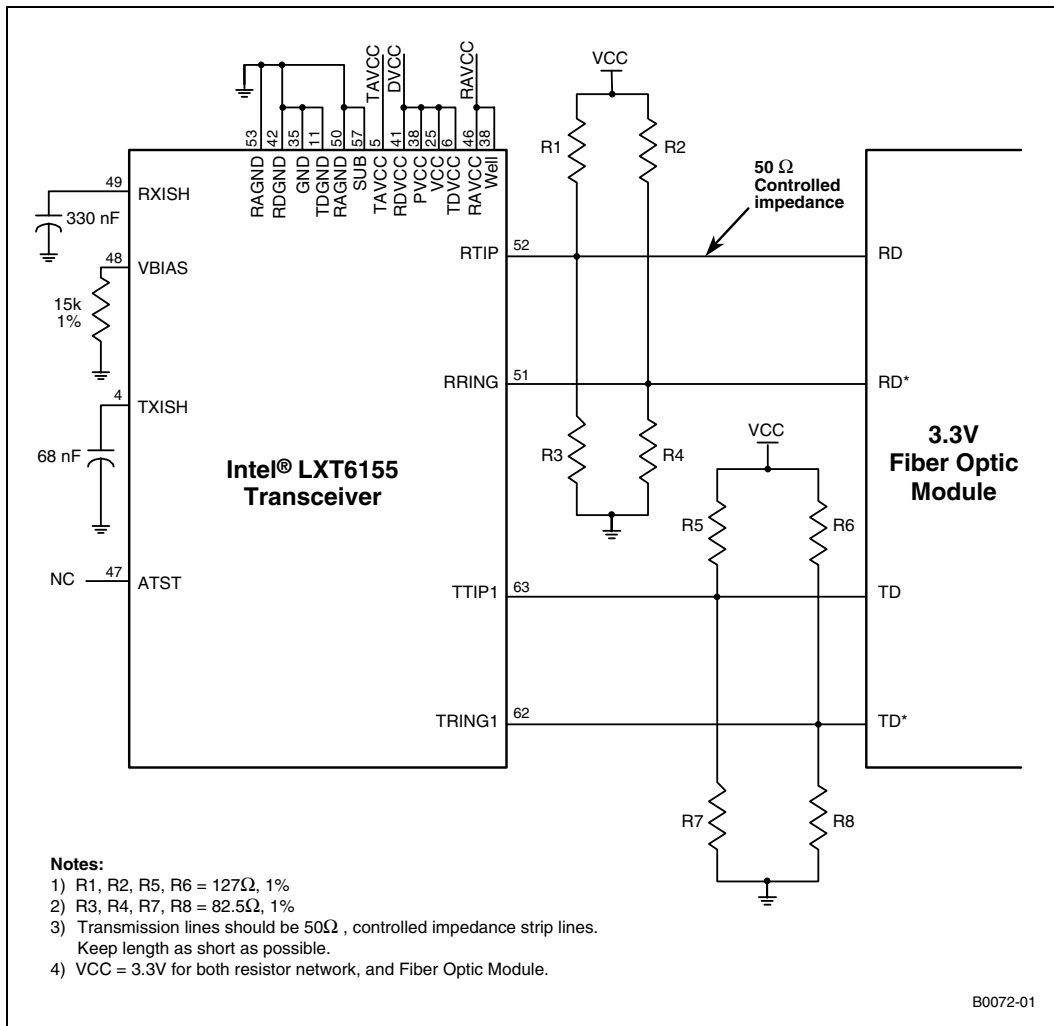 TAVCC
DVCC
RAVCC
VCC
53
42
35
11
50
57
5
41
38
25
6
46
38
RAGND
RDGND
GND
TDGND
RAGND
SUB
TAVCC
RDVCC
PVCC
VCC
TDVCC
RAVCC
Well
R1
R2
50 Ω
Controlled
impedance
49
RXISH
330 nF
48
VBIAS
15k
1%
4
TXISH
68 nF
NC
47
ATST
Intel® LXT6155
Transceiver
RTIP
52
RD
RRING
51
RD*
R3
R4
VCC
3.3V
Fiber Optic
Module
R5
R6
TTIP1
63
TD
TRING1
62
TD*
R7
R8
Notes:
1) R1, R2, R5, R6 = 127Ω, 1%
2) R3, R4, R7, R8 = 82.5Ω, 1%
3) Transmission lines should be 50Ω , controlled impedance strip lines.
Keep length as short as possible.
4) VCC = 3.3V for both resistor network, and Fiber Optic Module.
B0072-01